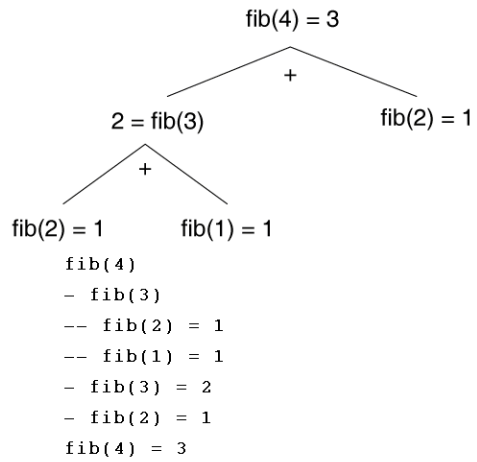 fib(4) = 3
+
2 = fib(3)
fib(2) = 1
+
fib(2) = 1
fib(1) = 1
fib(4)
- fib(3)
-- fib(2) = 1
-- fib(1) = 1
- fib(3) = 2
- fib(2) = 1
fib(4) = 3